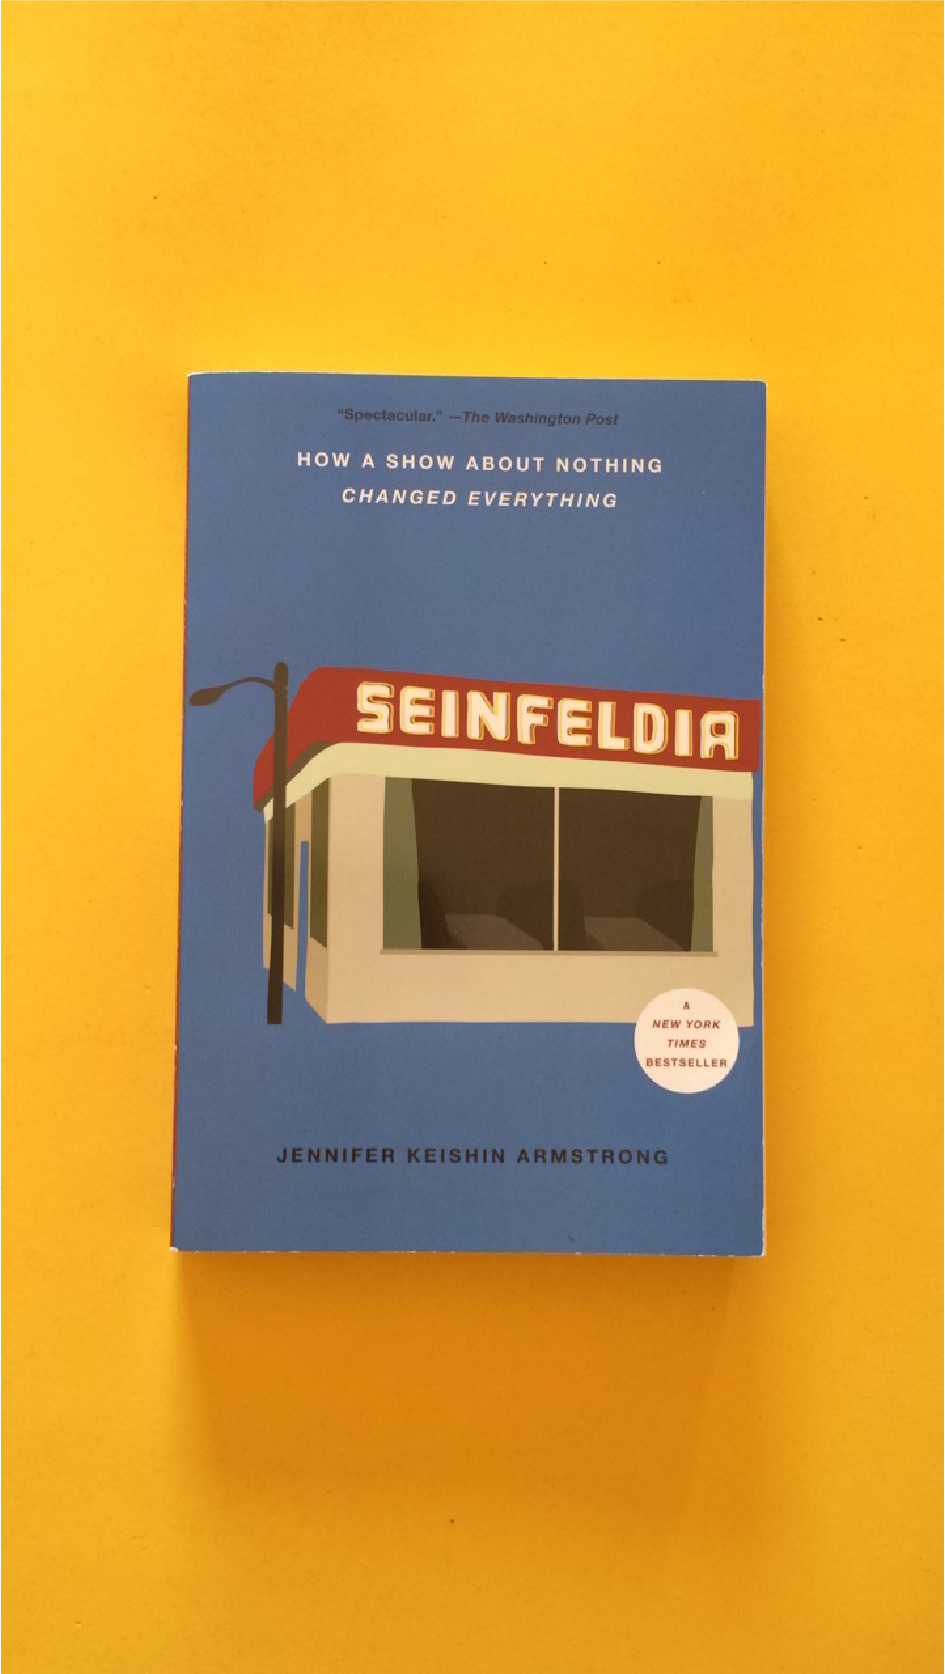 "Spectacular." —The Washington Post
HOW A SHOW ABOUT NOTHING
CHANGED EVERYTHING
SEINFELDIA
A
NEW YORK
TIMES
BESTSELLER
JENNIFER KEISHIN ARMSTRONG